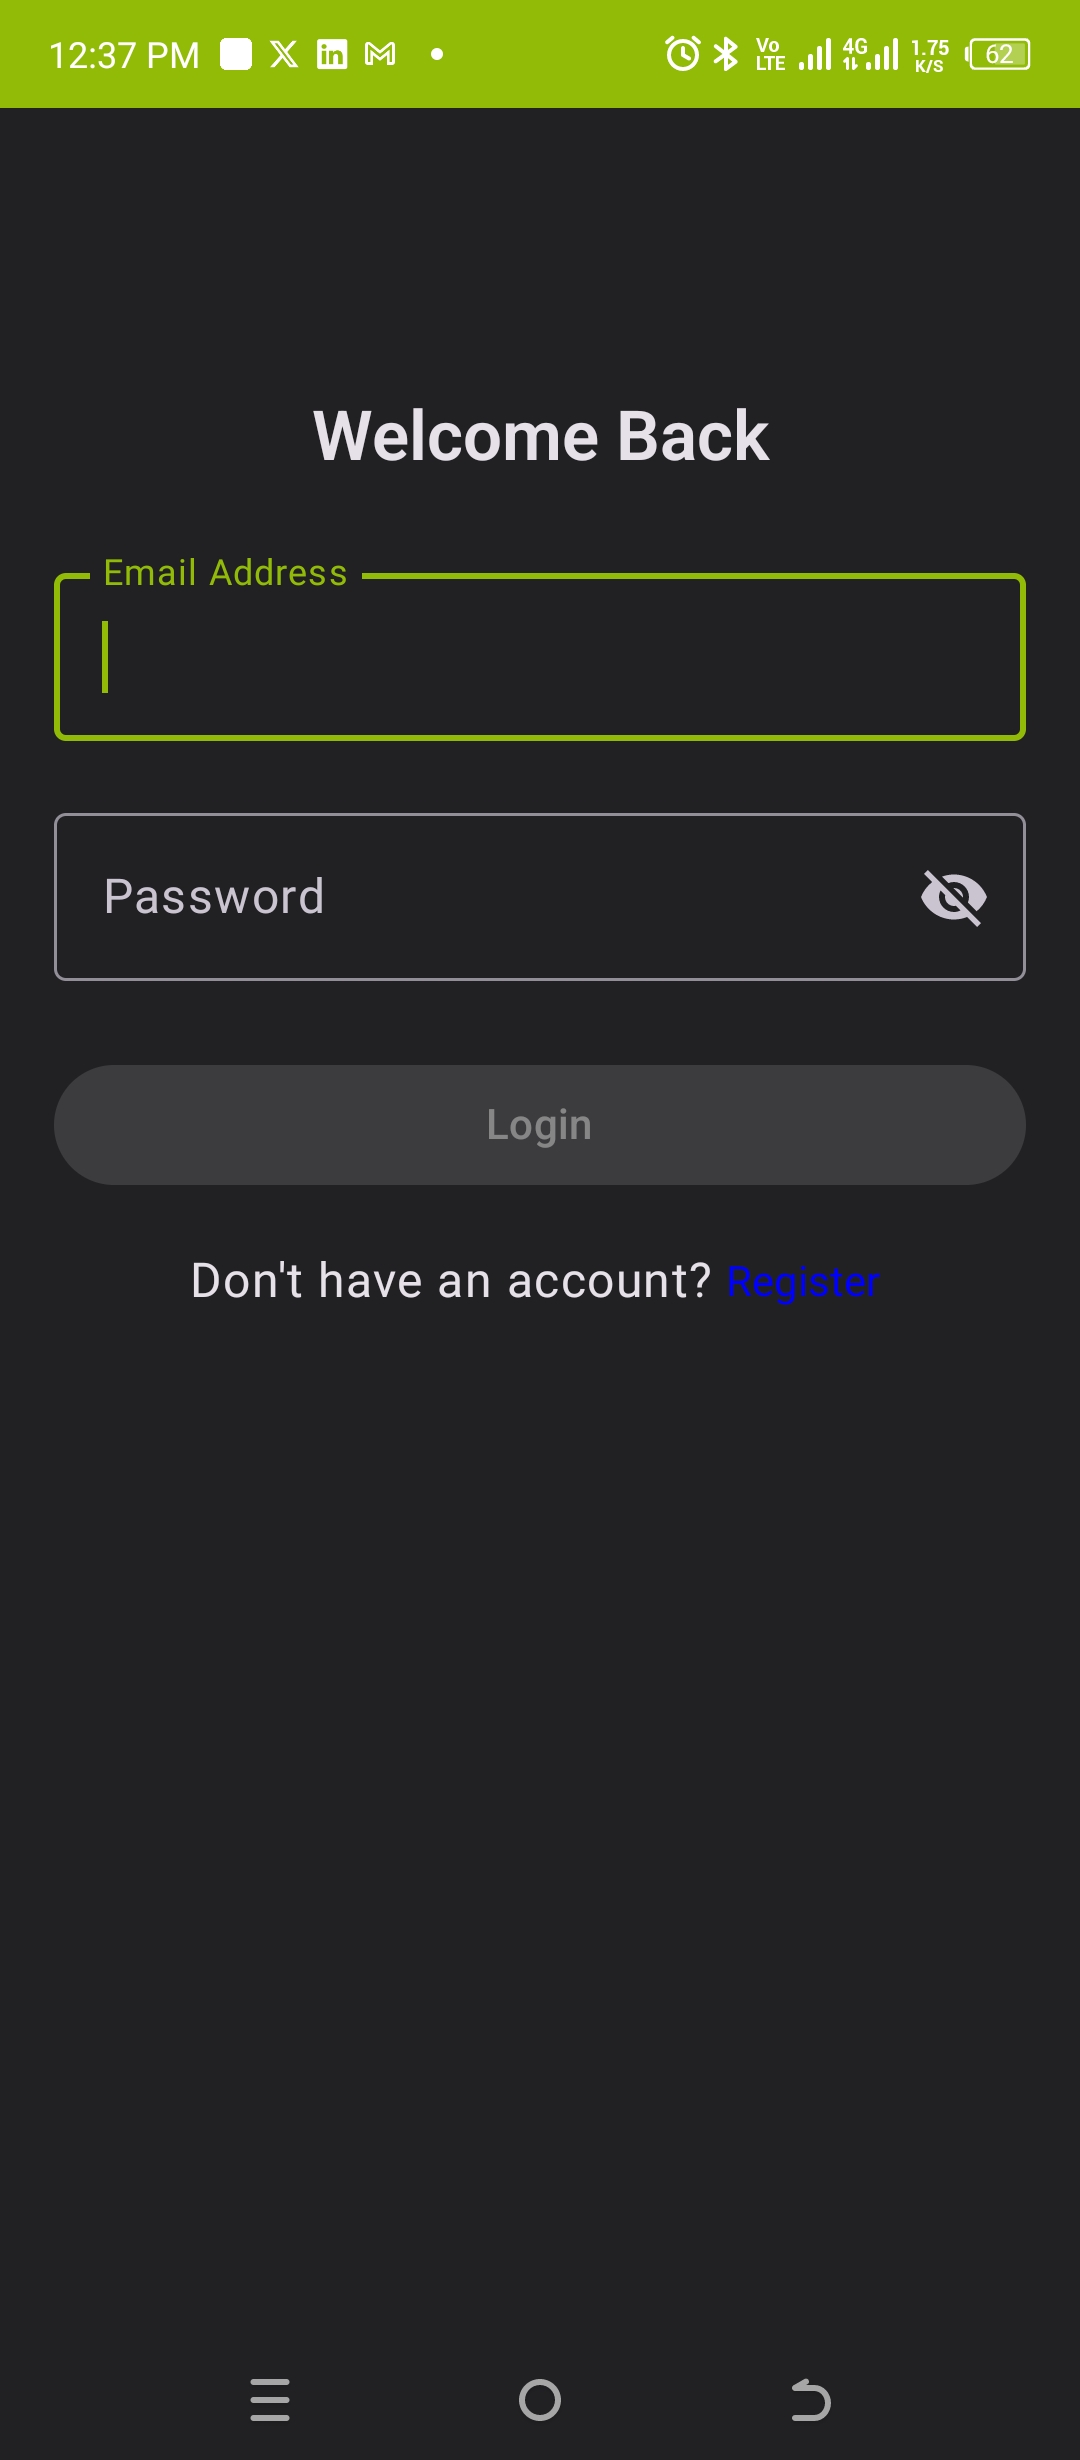 12:37 PM Vo LTE 4G 1.75 K/S 62
Welcome Back
Email Address
Password
Login
Don't have an account? Register